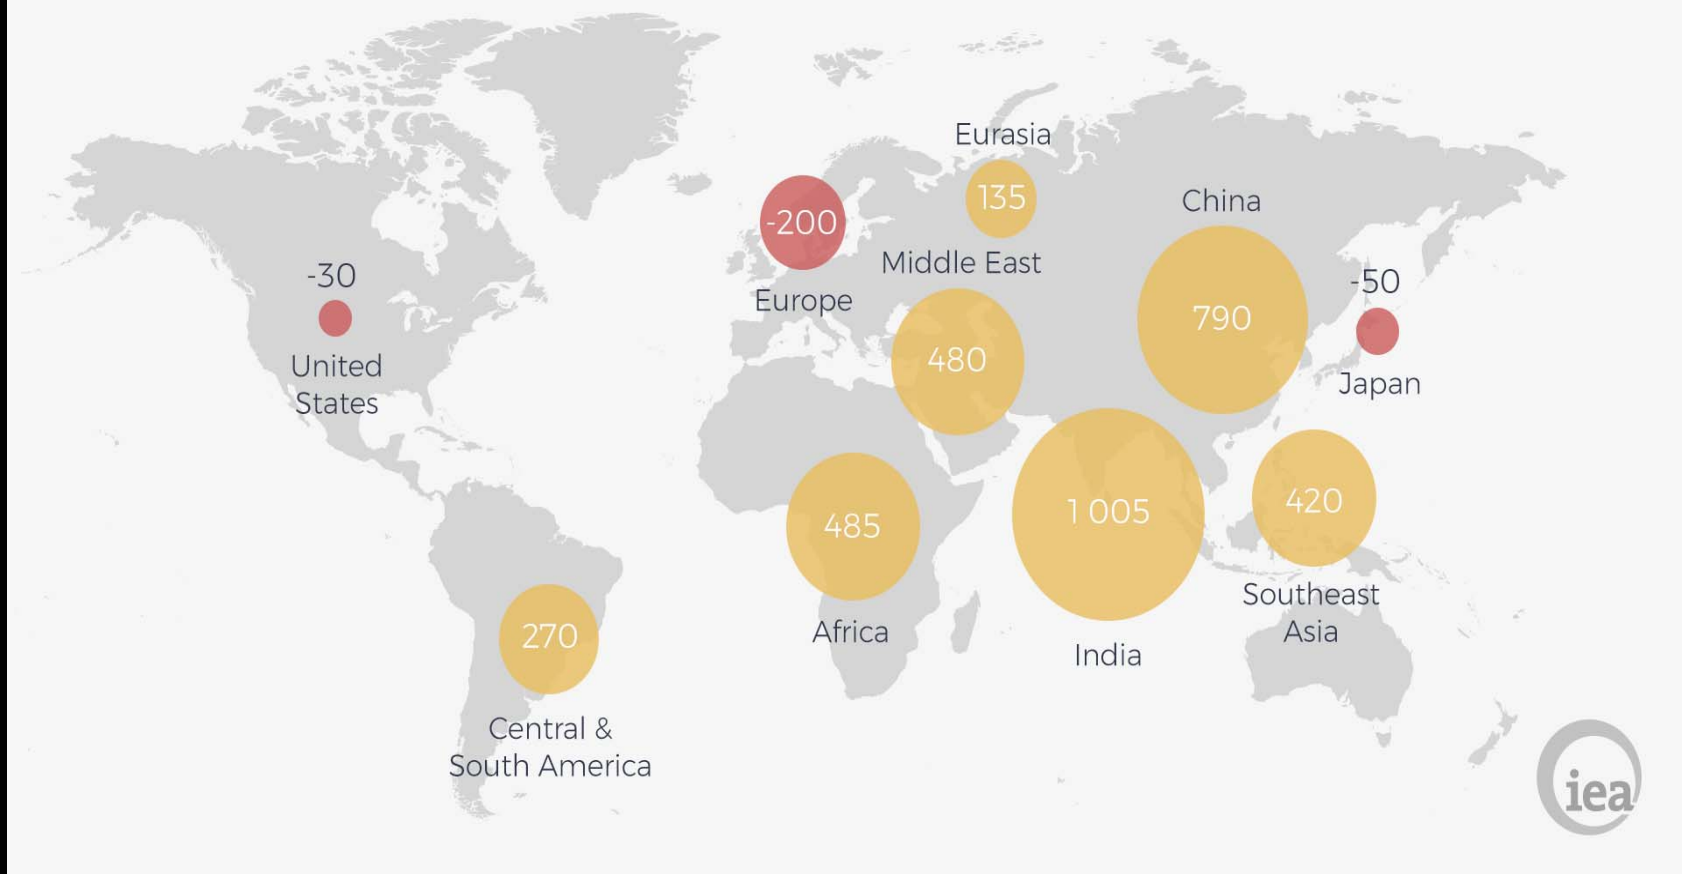 Eurasia
135
China
-200
Middle East
-30
-50
Europe
790
480
United
States
Japan
485
1 005
420
Southeast
Asia
Africa
270
India
Central &
South America
iea